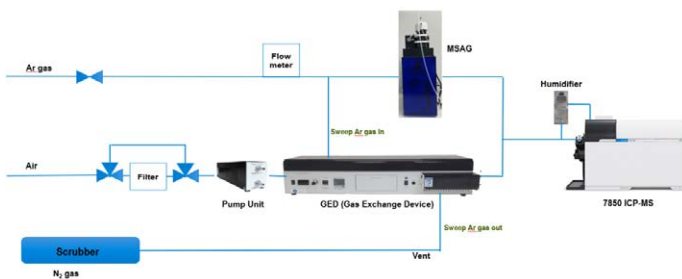 Ar gas
Flow
meter
MSAG
Humidifier
Sweep Ar gas in
Air
Filter
Pump Unit
GED (Gas Exchange Device)
7850 ICP-MS
Sweep Ar gas out
Scrubber
Vent
N₂ gas